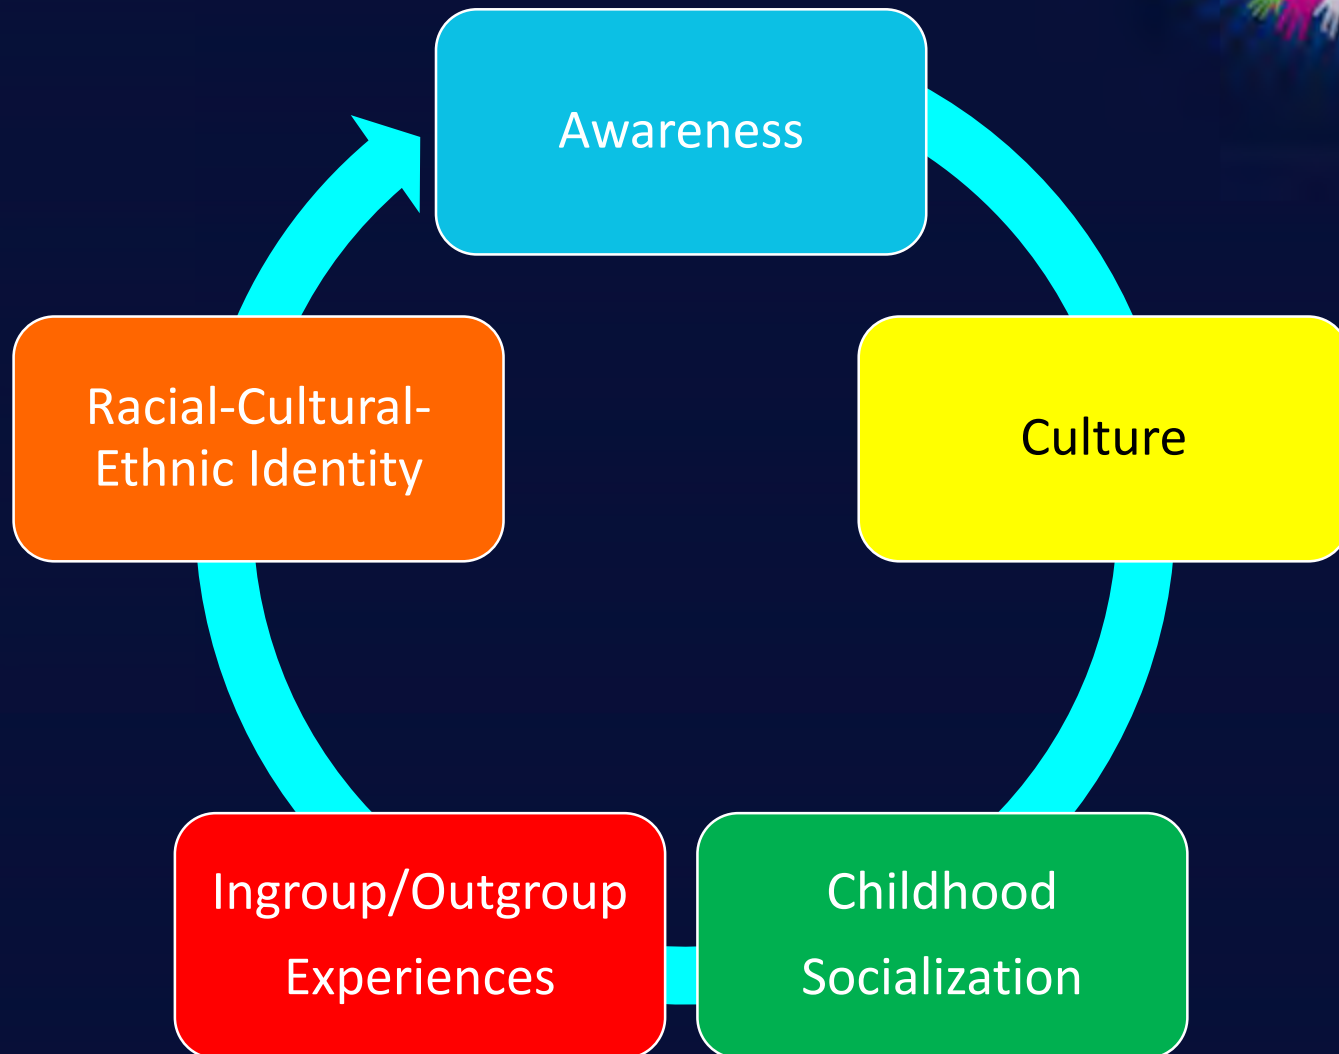 Awareness
Culture
Childhood
Socialization
Ingroup/Outgroup
Experiences
Racial-Cultural-
Ethnic Identity